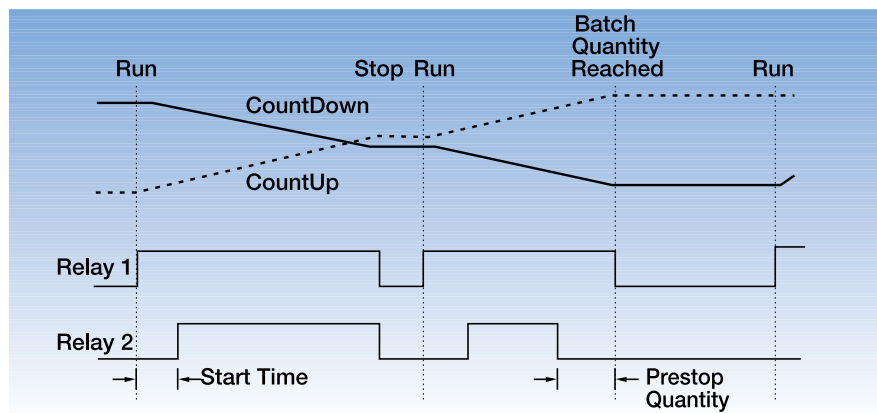 Batch
Quantity
Run Stop Run Reached Run
CountDown
CountUp
Relay 1
Relay 2
Start Time
Prestop
Quantity